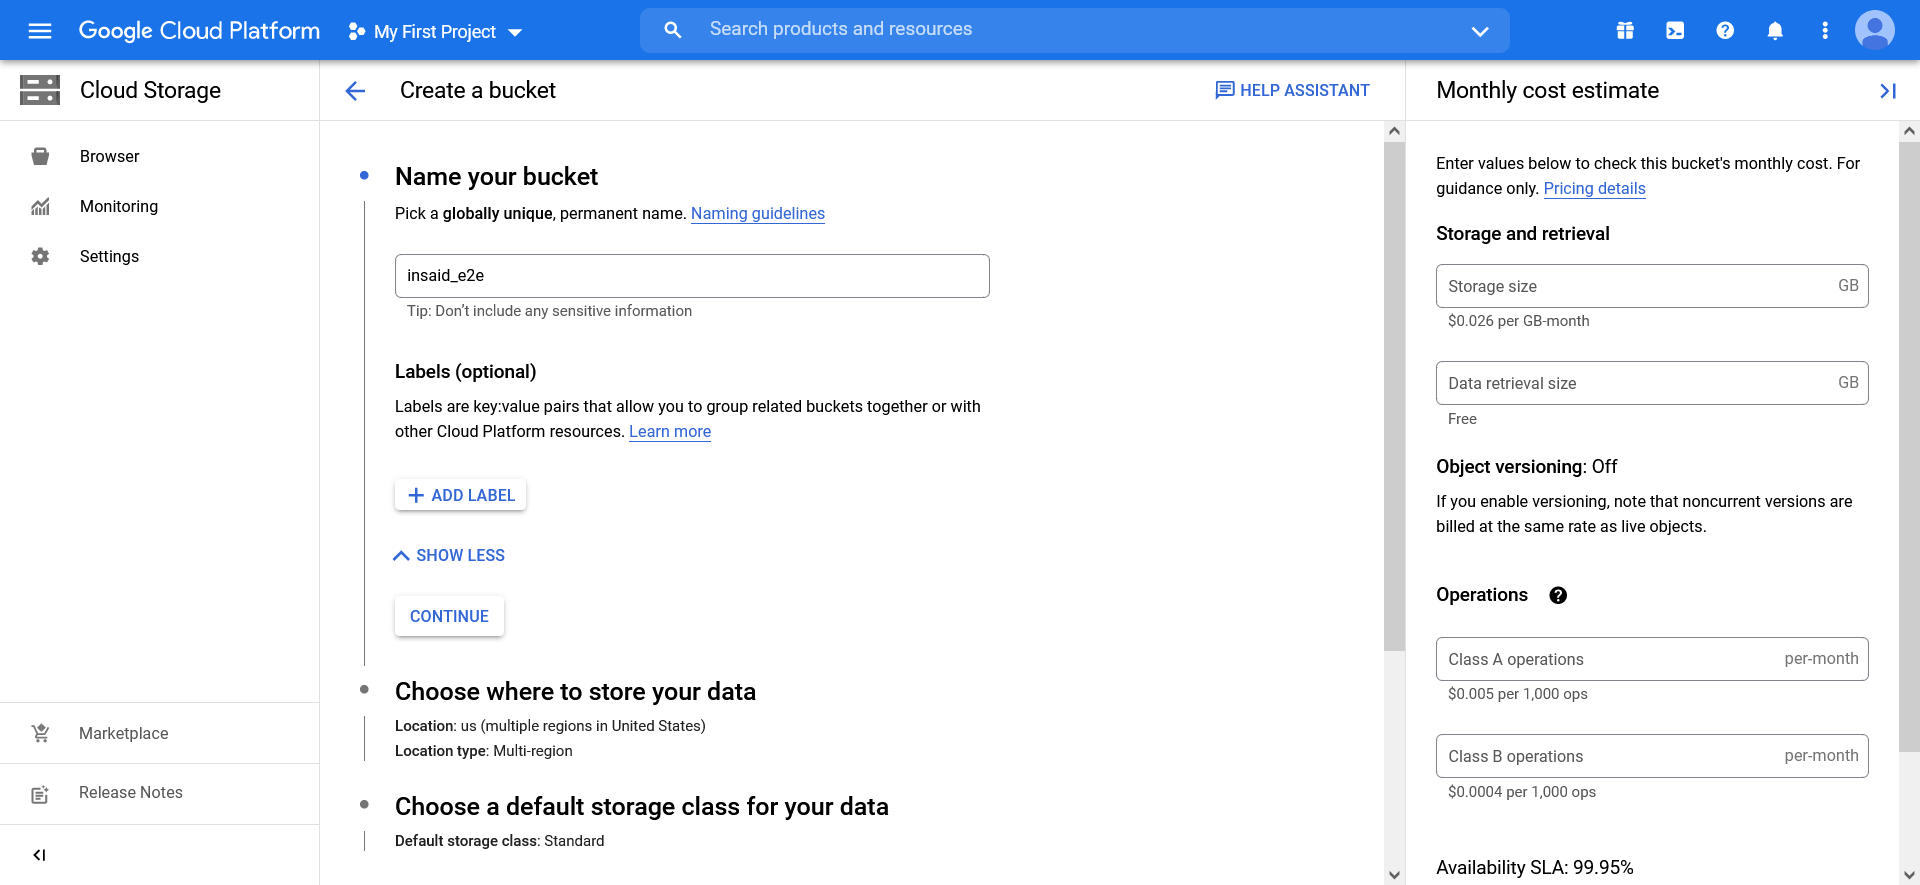 Google Cloud Platform
My First Project
Search products and resources
Cloud Storage
Browser
Monitoring
Settings
Marketplace
Release Notes
Create a bucket
HELP ASSISTANT
Name your bucket
Pick a globally unique, permanent name. Naming guidelines
insaid_e2e
Tip: Don't include any sensitive information
Labels (optional)
Labels are key:value pairs that allow you to group related buckets together or with
other Cloud Platform resources. Learn more
ADD LABEL
SHOW LESS
CONTINUE
Choose where to store your data
Location: us (multiple regions in United States)
Location type: Multi-region
Choose a default storage class for your data
Default storage class: Standard
Monthly cost estimate
Enter values below to check this bucket's monthly cost. For
guidance only. Pricing details
Storage and retrieval
Storage size GB
$0.026 per GB-month
Data retrieval size GB
Free
Object versioning: Off
If you enable versioning, note that noncurrent versions are
billed at the same rate as live objects.
Operations
Class A operations per-month
$0.005 per 1,000 ops
Class B operations per-month
$0.0004 per 1,000 ops
Availability SLA: 99.95%